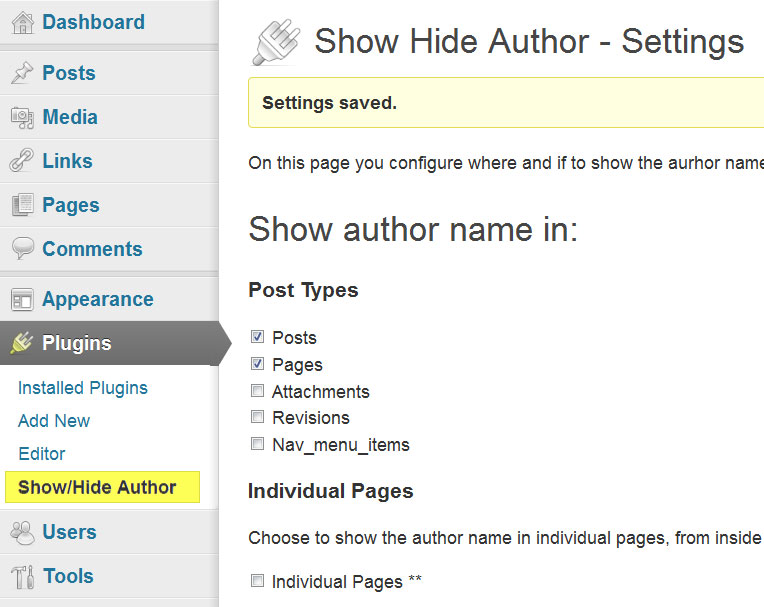 Dashboard
Posts
Media
Links
Pages
Comments
Appearance
Plugins
Installed Plugins
Add New
Editor
Show/Hide Author
Users
Tools
Show Hide Author - Settings
Settings saved.
On this page you configure where and if to show the aurhor name
Show author name in:
Post Types
Posts
Pages
Attachments
Revisions
Nav_menu_items
Individual Pages
Choose to show the author name in individual pages, from inside
Individual Pages **